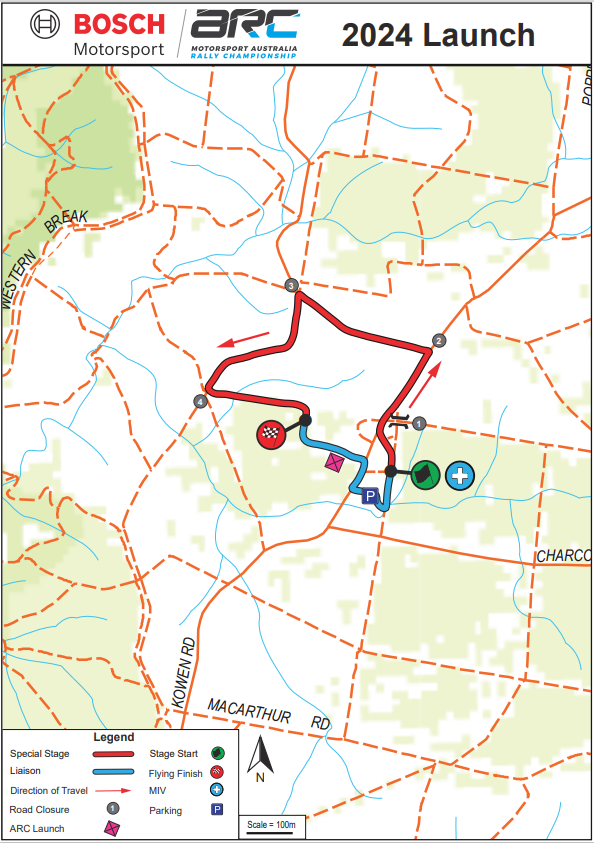 BOSCH
Motorsport
ARC
MOTORSPORT AUSTRALIA
RALLY CHAMPIONSHIP
2024 Launch
BREAK
WESTERN
3
2
4
1
P
CHARCO
KOWEN RD
MACARTHUR RD
Legend
Special Stage
Stage Start
Liaison
Flying Finish
Direction of Travel
MIV
Road Closure
1
Parking
P
ARC Launch
N
Scale = 100m